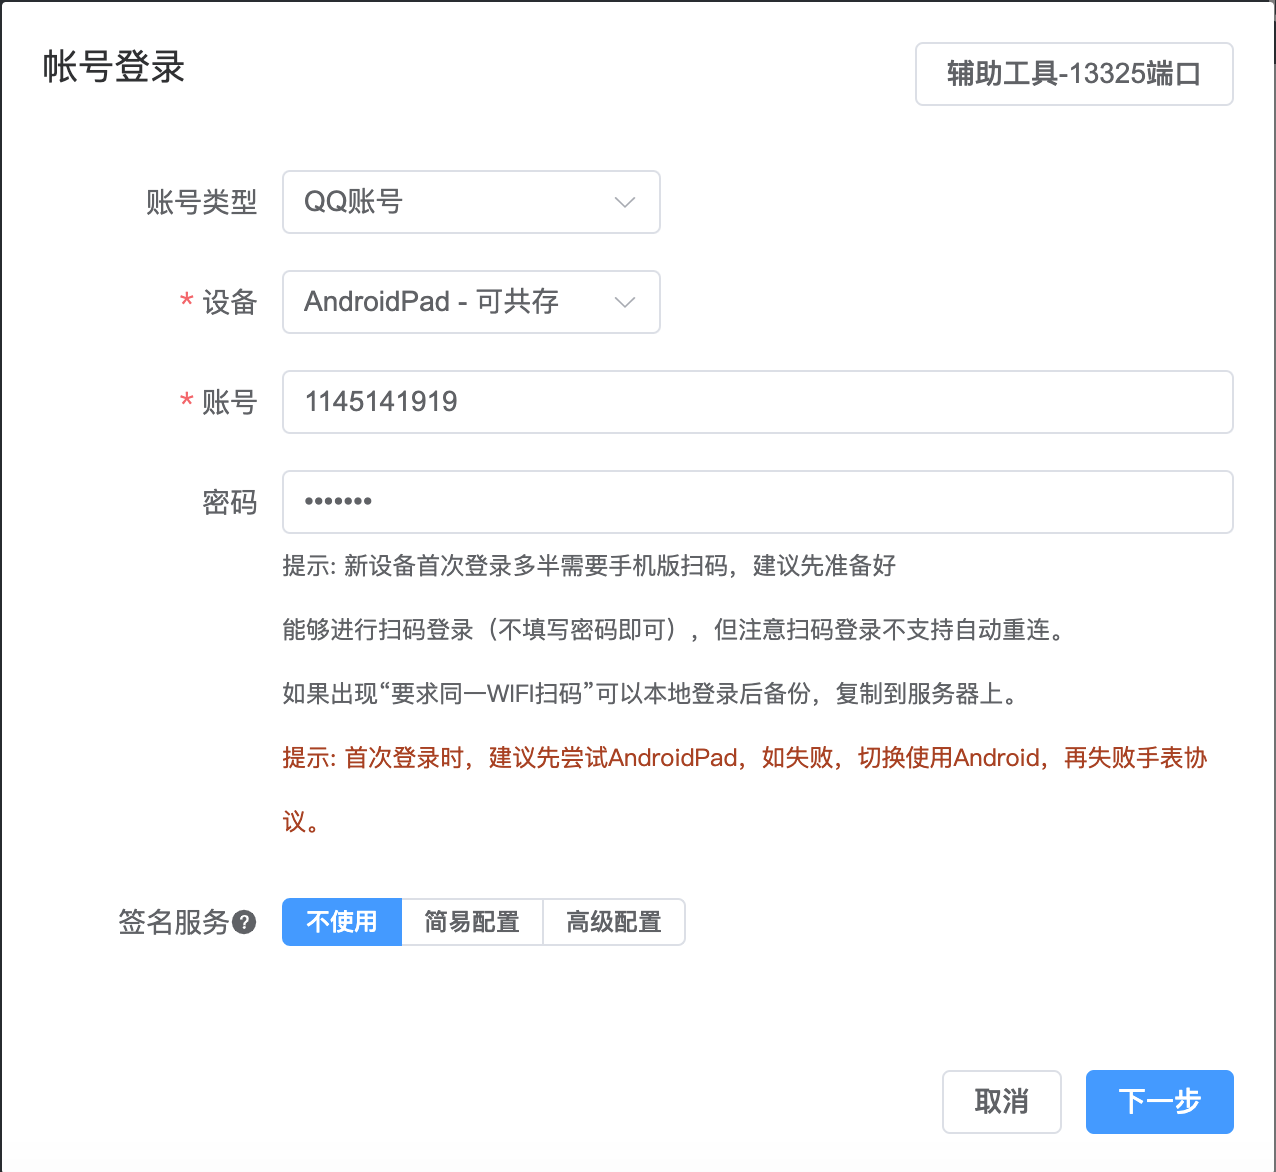 帐号登录
辅助工具-13325端口
账号类型
QQ账号
* 设备
AndroidPad - 可共存
* 账号
1145141919
密码
•••••••
提示: 新设备首次登录多半需要手机版扫码，建议先准备好
能够进行扫码登录（不填写密码即可），但注意扫码登录不支持自动重连。
如果出现“要求同一WIFI扫码”可以本地登录后备份，复制到服务器上。
提示: 首次登录时，建议先尝试AndroidPad，如失败，切换使用Android，再失败手表协
议。
签名服务?
不使用
简易配置
高级配置
取消
下一步